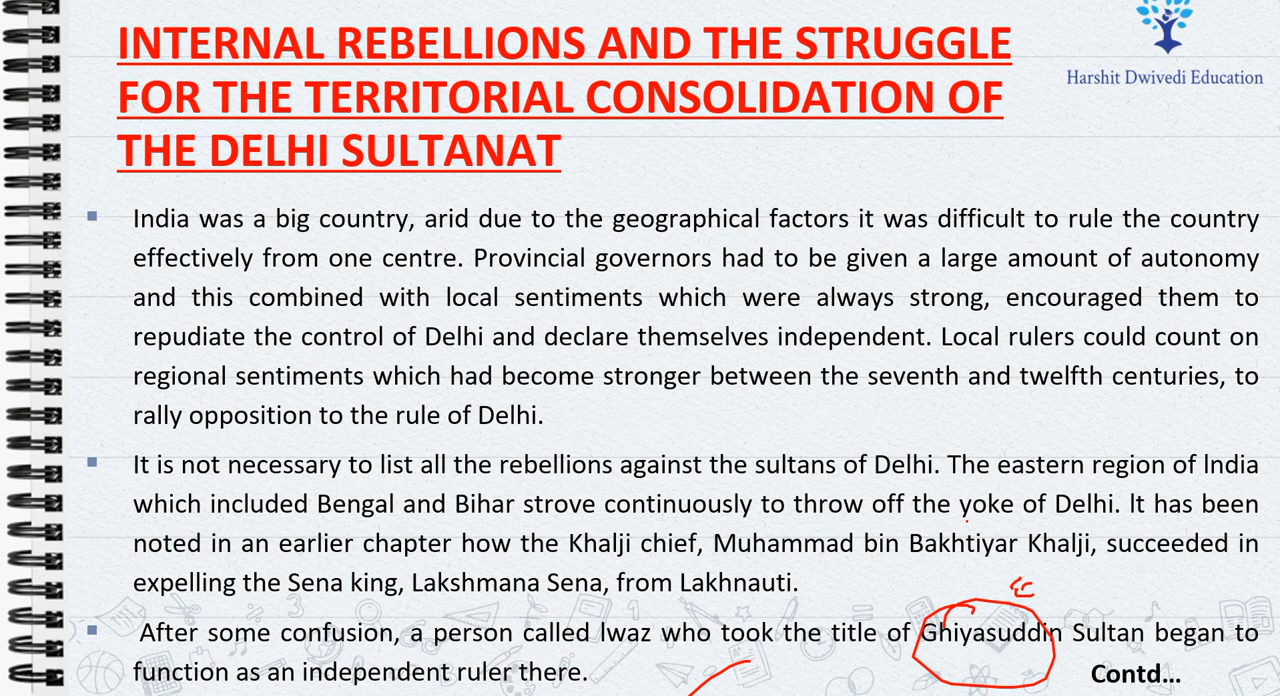 INTERNAL REBELLIONS AND THE STRUGGLE
FOR THE TERRITORIAL CONSOLIDATION OF
THE DELHI SULTANAT
Harshit Dwivedi Education
India was a big country, arid due to the geographical factors it was difficult to rule the country
effectively from one centre. Provincial governors had to be given a large amount of autonomy
and this combined with local sentiments which were always strong, encouraged them to
repudiate the control of Delhi and declare themselves independent. Local rulers could count on
regional sentiments which had become stronger between the seventh and twelfth centuries, to
rally opposition to the rule of Delhi.
It is not necessary to list all the rebellions against the sultans of Delhi. The eastern region of lndia
which included Bengal and Bihar strove continuously to throw off the yoke of Delhi. lt has been
noted in an earlier chapter how the Khalji chief, Muhammad bin Bakhtiyar Khalji, succeeded in
expelling the Sena king, Lakshmana Sena, from Lakhnauti.
After some confusion, a person called lwaz who took the title of Ghiyasuddin Sultan began to
function as an independent ruler there.
Contd...